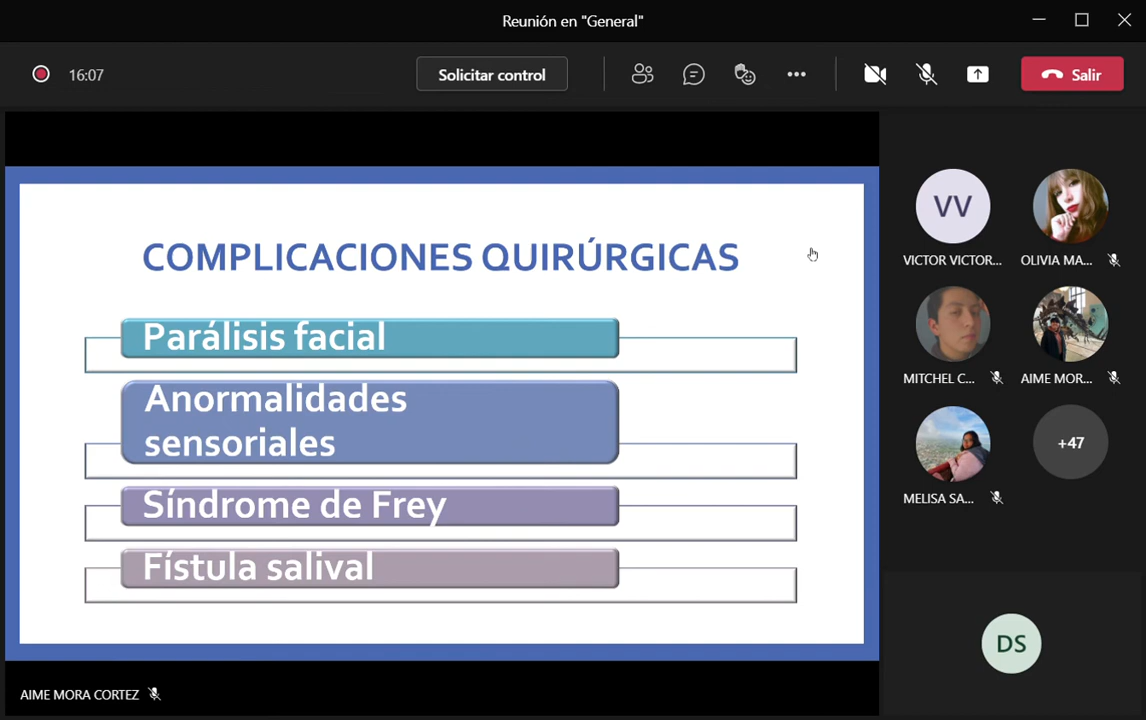 Reunión en "General"
16:07
Solicitar control
Salir
COMPLICACIONES QUIRÚRGICAS
Parálisis facial
Anormalidades
sensoriales
Síndrome de Frey
Fístula salival
VV
VICTOR VICTOR...
OLIVIA MA...
MITCHEL C...
AIME MOR...
+47
MELISA SA...
DS
AIME MORA CORTEZ